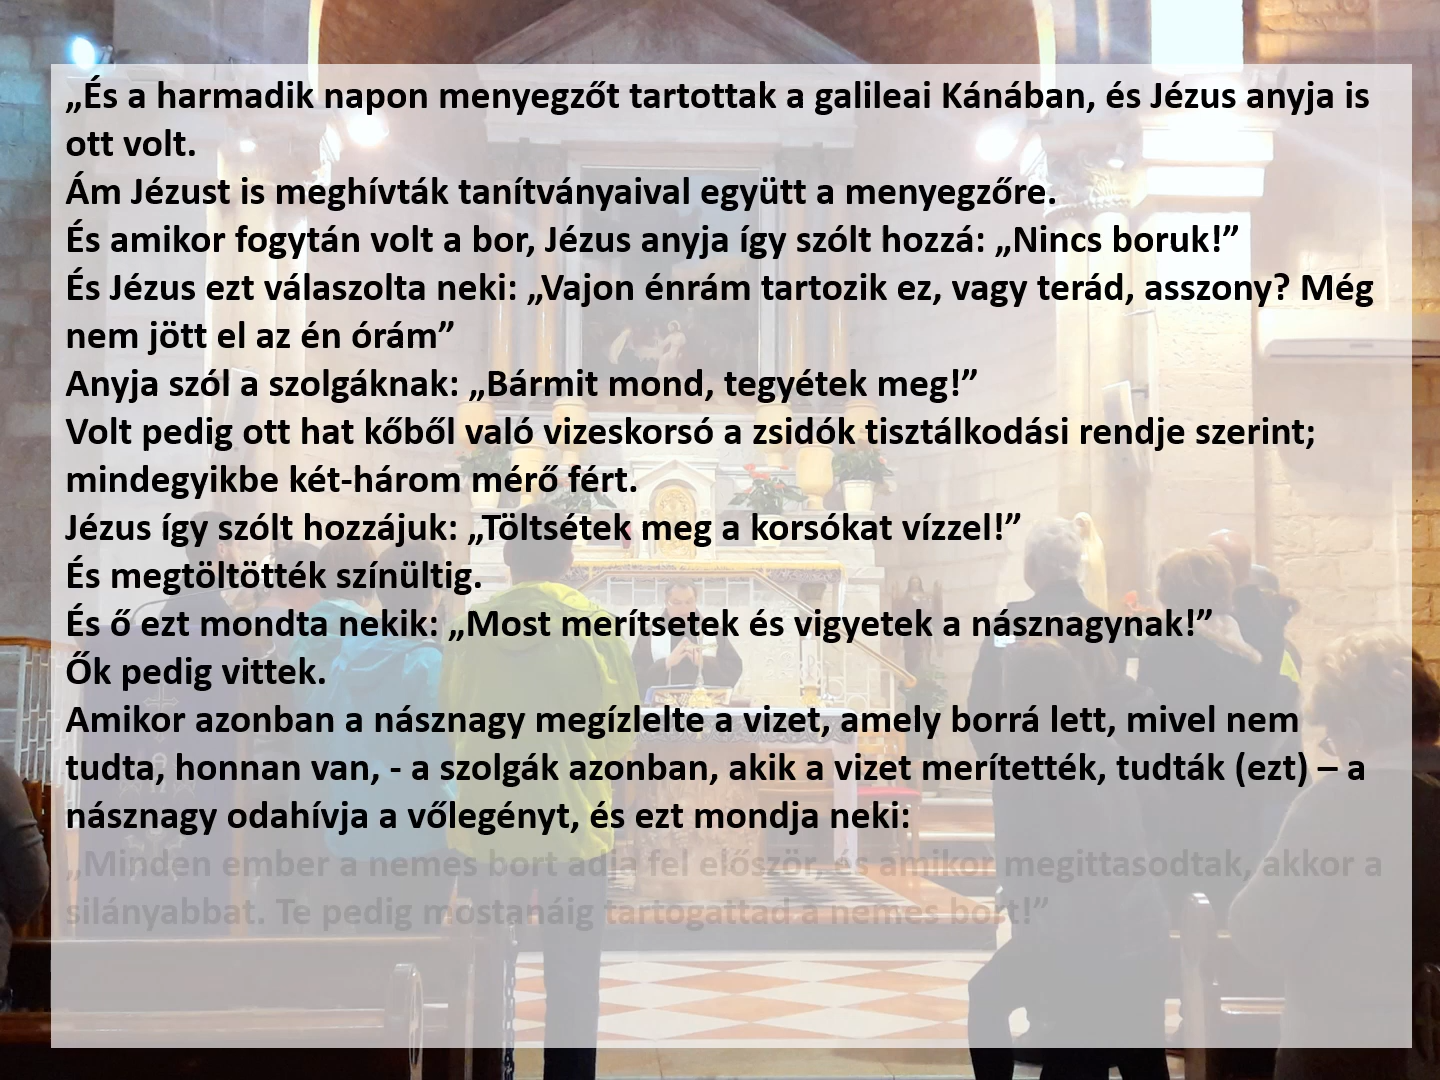 „És a harmadik napon menyegzőt tartottak a galileai Kánában, és Jézus anyja is
ott volt.
Ám Jézust is meghívták tanítványaival együtt a menyegzőre.
És amikor fogytán volt a bor, Jézus anyja így szólt hozzá: „Nincs boruk!”
És Jézus ezt válaszolta neki: „Vajon énrám tartozik ez, vagy terád, asszony? Még
nem jött el az én órám”
Anyja szól a szolgáknak: „Bármit mond, tegyétek meg!”
Volt pedig ott hat kőből való vizeskorsó a zsidók tisztálkodási rendje szerint;
mindegyikbe két-három mérő fért.
Jézus így szólt hozzájuk: „Töltsétek meg a korsókat vízzel!”
És megtöltötték színültig.
És ő ezt mondta nekik: „Most merítsetek és vigyetek a násznagynak!”
Ők pedig vittek.
Amikor azonban a násznagy megízlelte a vizet, amely borrá lett, mivel nem
tudta, honnan van, - a szolgák azonban, akik a vizet merítették, tudták (ezt) – a
násznagy odahívja a vőlegényt, és ezt mondja neki:
„Minden ember a nemes bort adja fel először, és amikor megittasodtak, akkor a
silányabbat. Te pedig mostanáig tartogattad a nemes bort!”